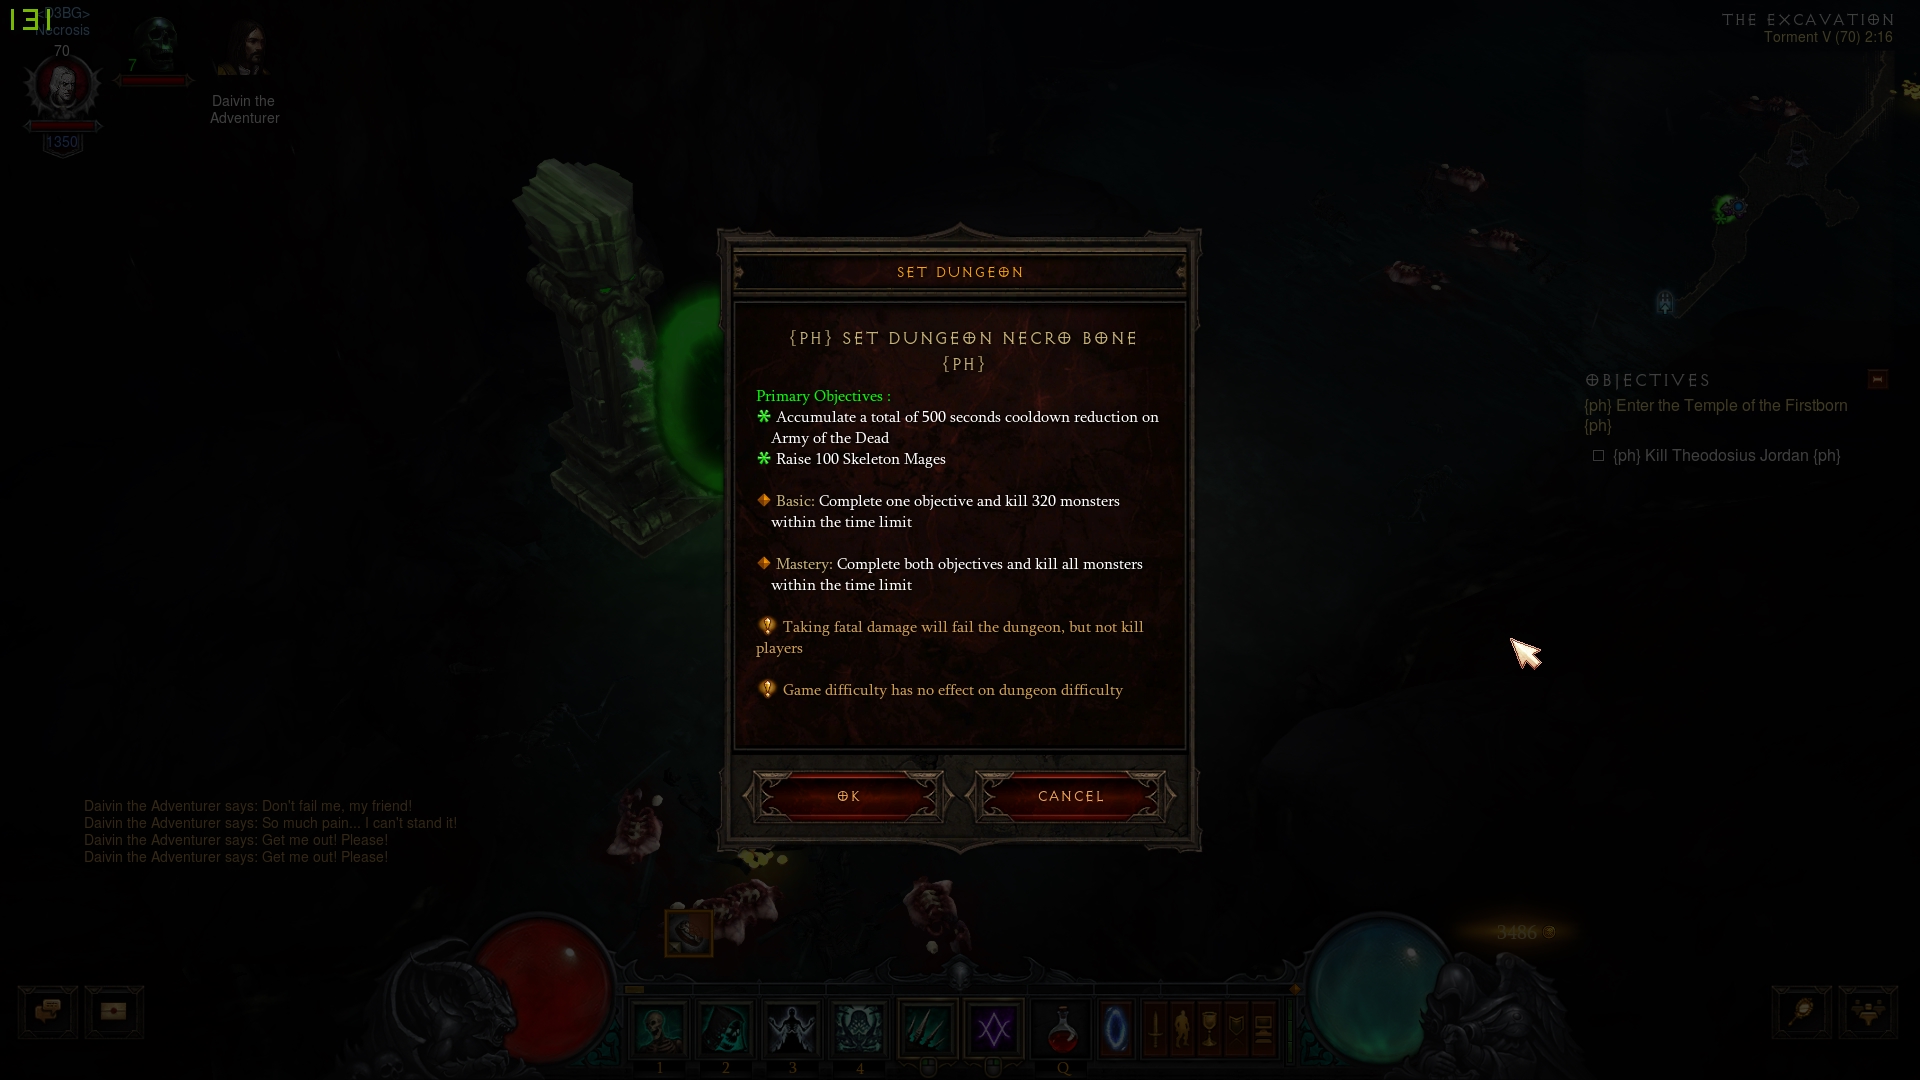 131
<D3BG>
Necrosis
70
7
Daivin the
Adventurer
1350
THE EXCAVATION
Torment V (70) 2:16
SET DUNGEON
{PH} SET DUNGEON NECRO BONE
{PH}
Primary Objectives :
Accumulate a total of 500 seconds cooldown reduction on
Army of the Dead
Raise 100 Skeleton Mages
Basic: Complete one objective and kill 320 monsters
within the time limit
Mastery: Complete both objectives and kill all monsters
within the time limit
Taking fatal damage will fail the dungeon, but not kill
players
Game difficulty has no effect on dungeon difficulty
OK
CANCEL
OBJECTIVES
{ph} Enter the Temple of the Firstborn
{ph}
{ph} Kill Theodosius Jordan {ph}
Daivin the Adventurer says: Don't fail me, my friend!
Daivin the Adventurer says: So much pain... I can't stand it!
Daivin the Adventurer says: Get me out! Please!
Daivin the Adventurer says: Get me out! Please!
3486
1
2
3
4
Q